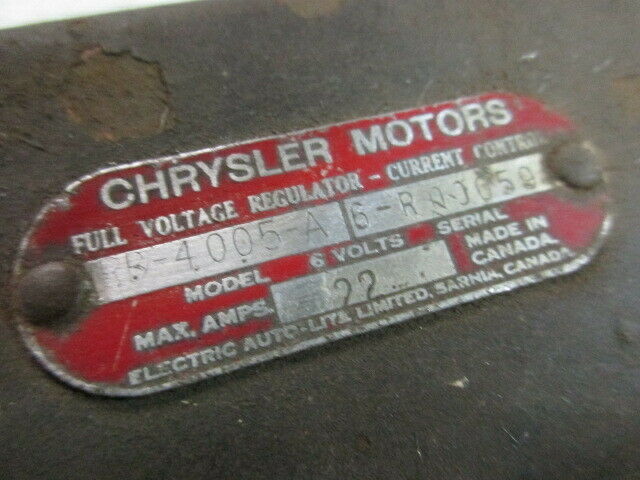 CHRYSLER MOTORS
FULL VOLTAGE REGULATOR - CURRENT CONTROL
B-4005-A
MODEL 6 VOLTS SERIAL
MAX. AMPS. 22 MADE IN CANADA.
ELECTRIC AUTO-LITE LIMITED, SARNIA, CANADA